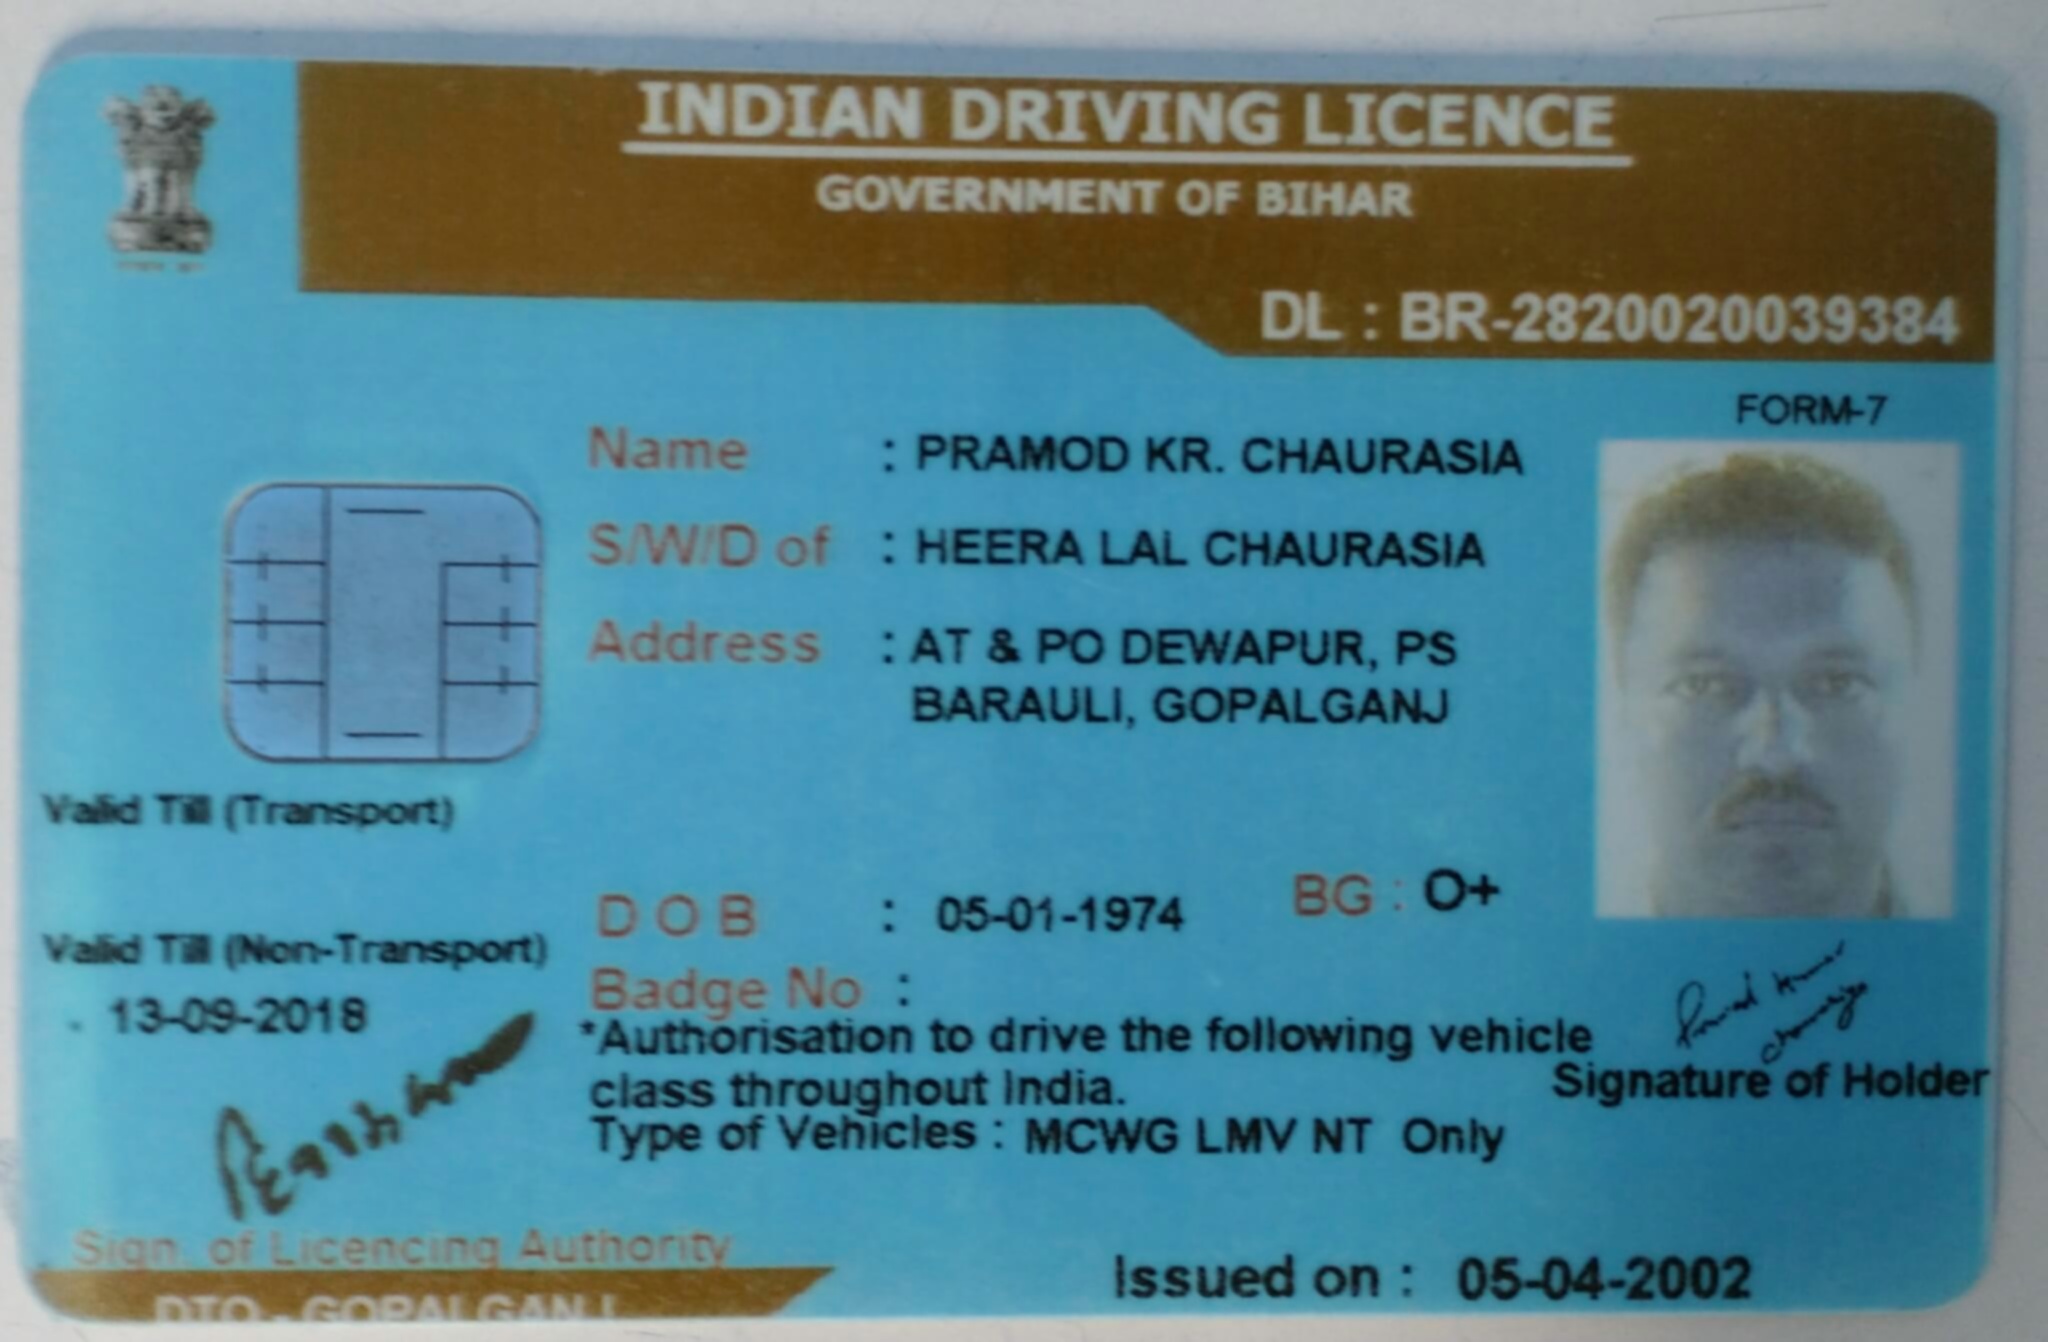 INDIAN DRIVING LICENCE
GOVERNMENT OF BIHAR
DL : BR-2820020039384
FORM-7
Name : PRAMOD KR. CHAURASIA
S/W/D of : HEERA LAL CHAURASIA
Address : AT & PO DEWAPUR, PS
BARAULI, GOPALGANJ
Valid Till (Transport)
D O B : 05-01-1974 BG : O+
Valid Till (Non-Transport)
13-09-2018
Badge No :
*Authorisation to drive the following vehicle
class throughout India.
Type of Vehicles : MCWG LMV NT Only
Pramod Kumar
Chaurasiya
Signature of Holder
Sign. of Licencing Authority
DTO - GOPALGANJ
Issued on : 05-04-2002